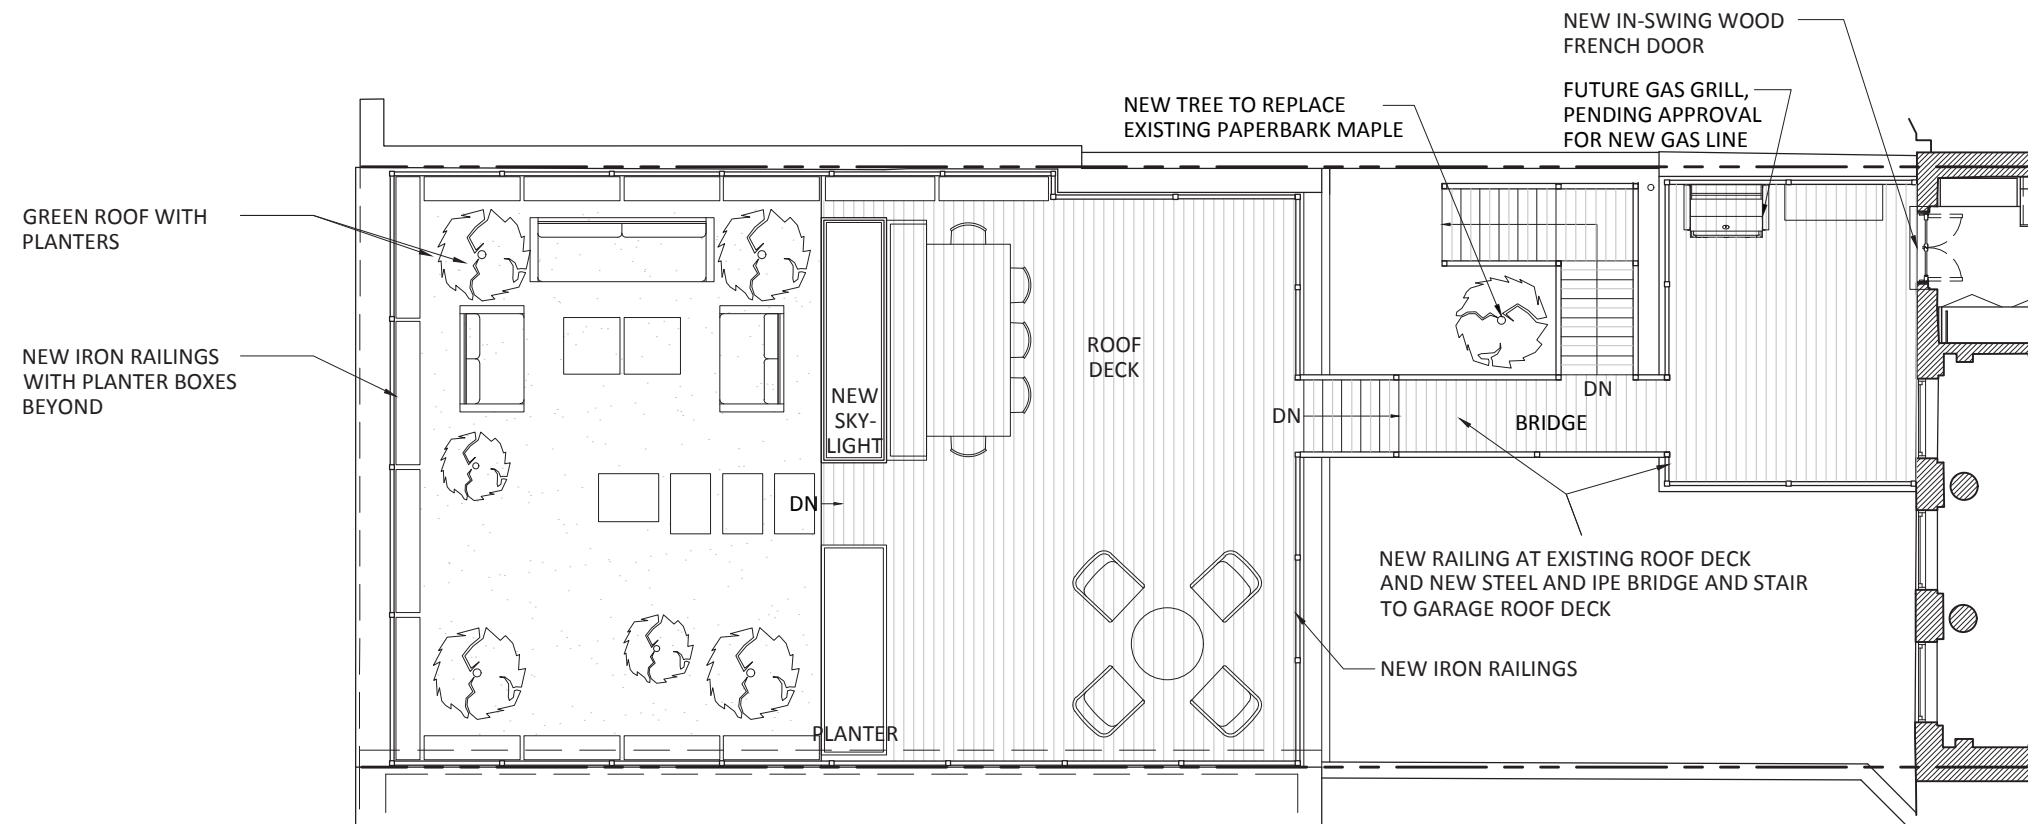 NEW IN-SWING WOOD
FRENCH DOOR
FUTURE GAS GRILL,
PENDING APPROVAL
FOR NEW GAS LINE
NEW TREE TO REPLACE
EXISTING PAPERBARK MAPLE
GREEN ROOF WITH
PLANTERS
NEW IRON RAILINGS
WITH PLANTER BOXES
BEYOND
ROOF
DECK
NEW
SKY-
LIGHT
DN
DN
BRIDGE
DN
NEW RAILING AT EXISTING ROOF DECK
AND NEW STEEL AND IPE BRIDGE AND STAIR
TO GARAGE ROOF DECK
NEW IRON RAILINGS
PLANTER